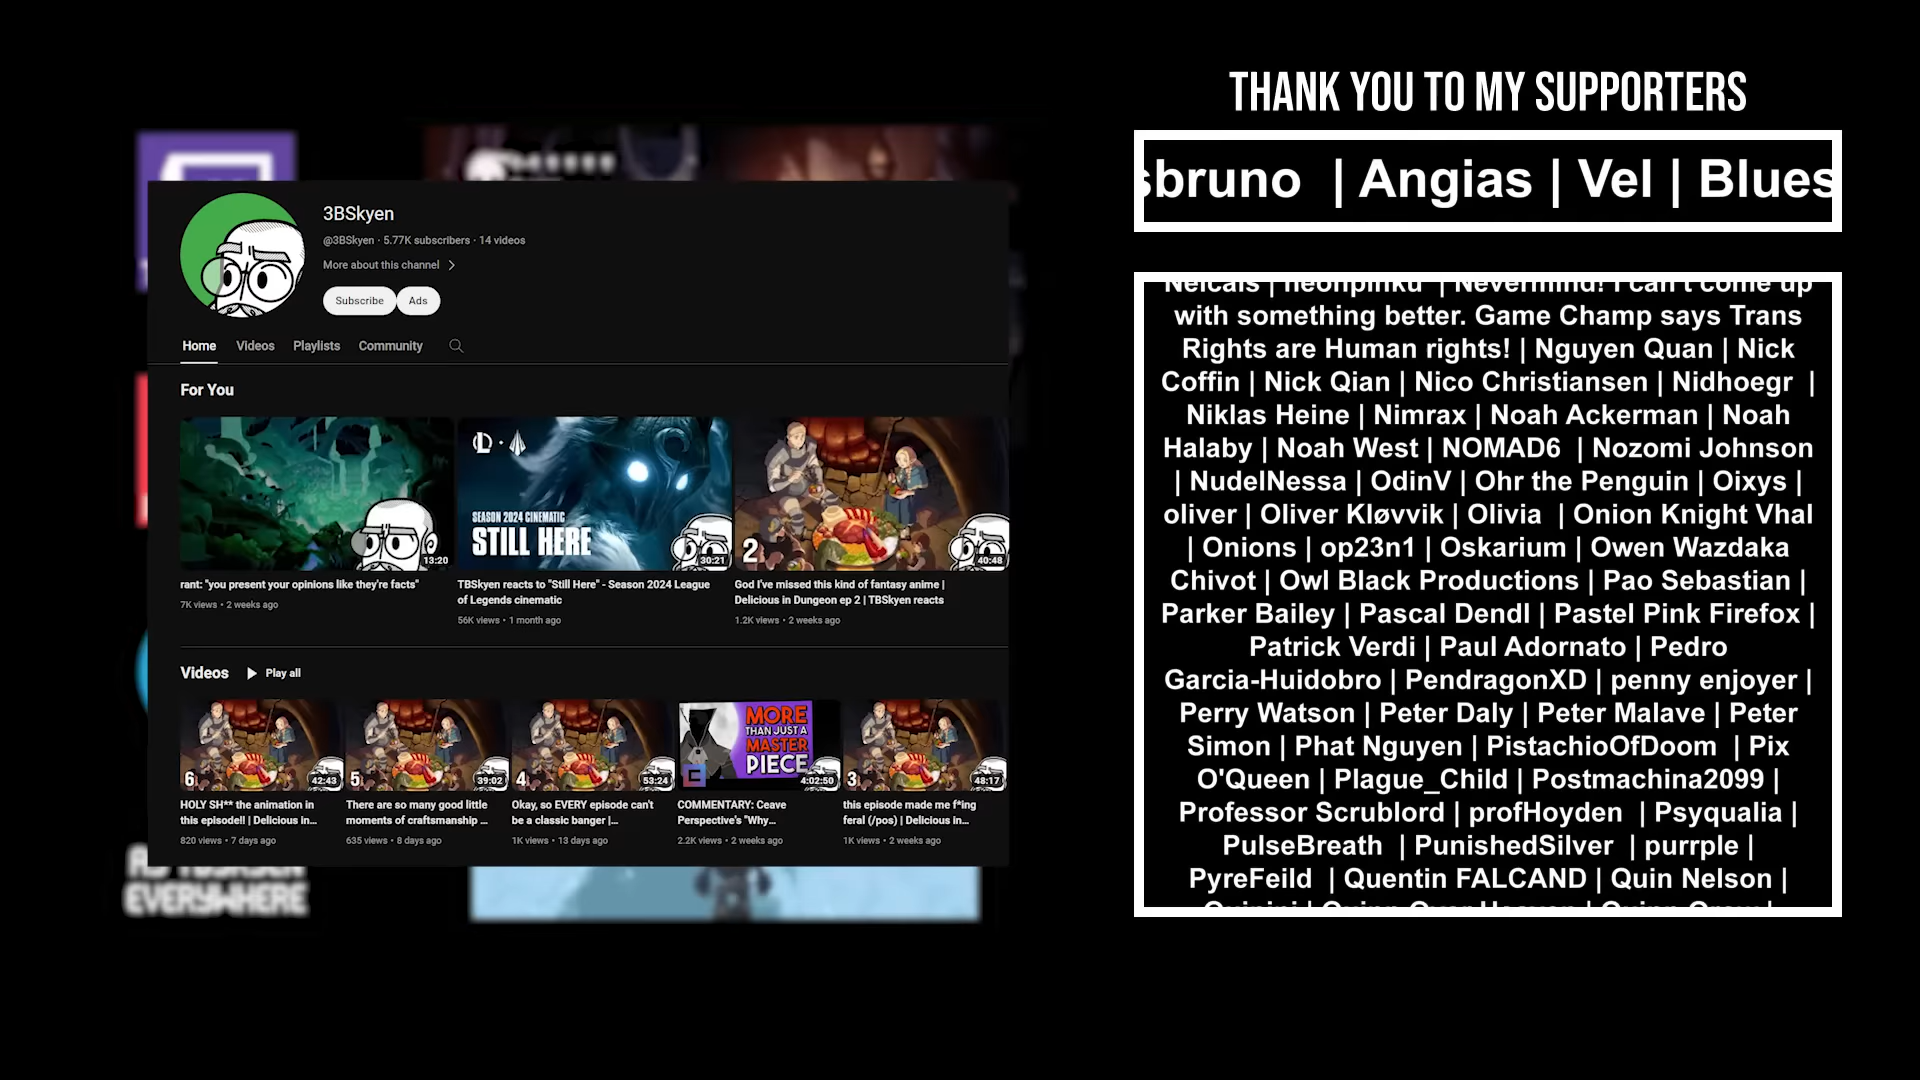 THANK YOU TO MY SUPPORTERS
sbruno | Angias | Vel | Blues
3BSkyen
@3BSkyen · 5.77K subscribers · 14 videos
More about this channel
Subscribe
Ads
Home Videos Playlists Community
For You
SEASON 2024 CINEMATIC
STILL HERE
2
13:20
30:21
40:48
rant: "you present your opinions like they're facts"
7K views • 2 weeks ago
TBSkyen reacts to "Still Here" - Season 2024 League
of Legends cinematic
56K views • 1 month ago
God I've missed this kind of fantasy anime |
Delicious in Dungeon ep 2 | TBSkyen reacts
1.2K views • 2 weeks ago
Videos Play all
6
42:43
5
39:02
4
53:24
MORE
THAN JUST A
MASTER
PIECE
4:02:50
3
48:17
HOLY SH** the animation in
this episode!! | Delicious in...
820 views • 7 days ago
There are so many good little
moments of craftsmanship ...
635 views • 8 days ago
Okay, so EVERY episode can't
be a classic banger |...
1K views • 13 days ago
COMMENTARY: Ceave
Perspective's "Why...
2.2K views • 2 weeks ago
this episode made me f*ing
feral (/pos) | Delicious in...
1K views • 2 weeks ago
EVERYWHERE
Nelcais | neonpinku | Nevermind! I can't come up
with something better. Game Champ says Trans
Rights are Human rights! | Nguyen Quan | Nick
Coffin | Nick Qian | Nico Christiansen | Nidhoegr |
Niklas Heine | Nimrax | Noah Ackerman | Noah
Halaby | Noah West | NOMAD6 | Nozomi Johnson
| NudelNessa | OdinV | Ohr the Penguin | Oixys |
oliver | Oliver Kløvvik | Olivia | Onion Knight Vhal
| Onions | op23n1 | Oskarium | Owen Wazdaka
Chivot | Owl Black Productions | Pao Sebastian |
Parker Bailey | Pascal Dendl | Pastel Pink Firefox |
Patrick Verdi | Paul Adornato | Pedro
Garcia-Huidobro | PendragonXD | penny enjoyer |
Perry Watson | Peter Daly | Peter Malave | Peter
Simon | Phat Nguyen | PistachioOfDoom | Pix
O'Queen | Plague_Child | Postmachina2099 |
Professor Scrublord | profHoyden | Psyqualia |
PulseBreath | PunishedSilver | purrple |
PyreFeild | Quentin FALCAND | Quin Nelson |